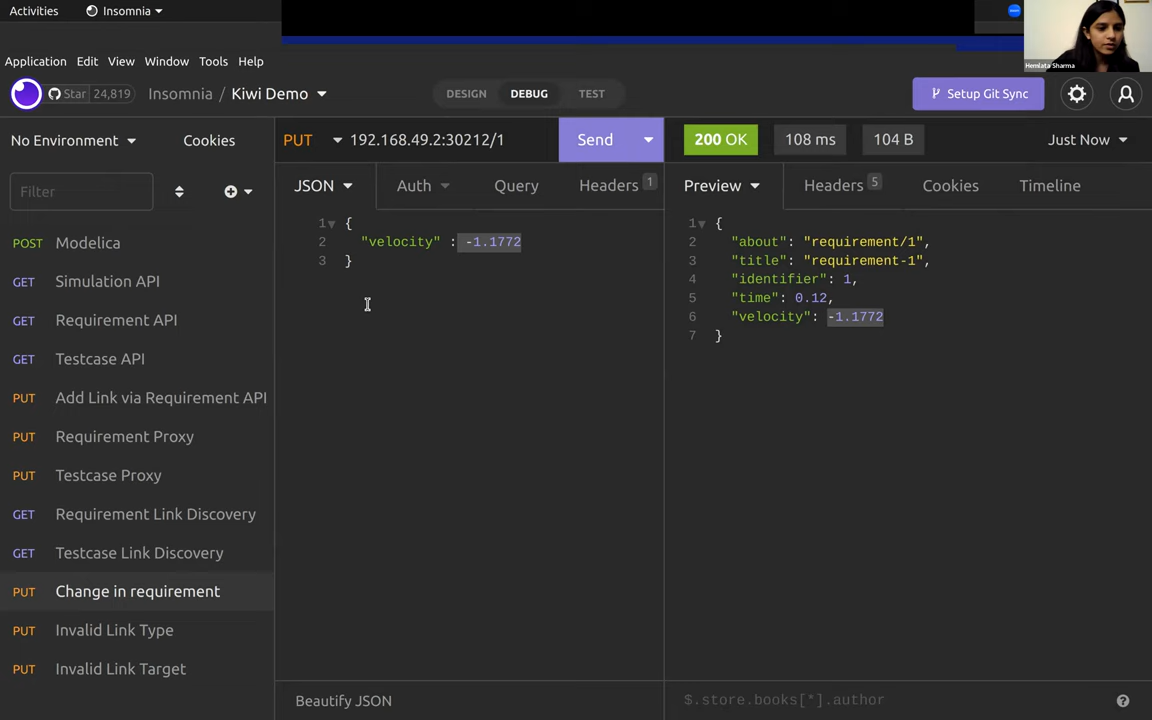 Activities
Insomnia
Hemlata Sharma
Application Edit View Window Tools Help
Star 24,819
Insomnia / Kiwi Demo
DESIGN DEBUG TEST
Setup Git Sync
No Environment
Cookies
PUT 192.168.49.2:30212/1
Send
200 OK
108 ms
104 B
Just Now
Filter
JSON Auth Query Headers 1
Preview Headers 5 Cookies Timeline
POST Modelica
GET Simulation API
GET Requirement API
GET Testcase API
PUT Add Link via Requirement API
PUT Requirement Proxy
PUT Testcase Proxy
GET Requirement Link Discovery
GET Testcase Link Discovery
PUT Change in requirement
PUT Invalid Link Type
PUT Invalid Link Target
1 {
2 "velocity" : -1.1772
3 }
1 {
2 "about": "requirement/1",
3 "title": "requirement-1",
4 "identifier": 1,
5 "time": 0.12,
6 "velocity": -1.1772
7 }
Beautify JSON
$.store.books[*].author